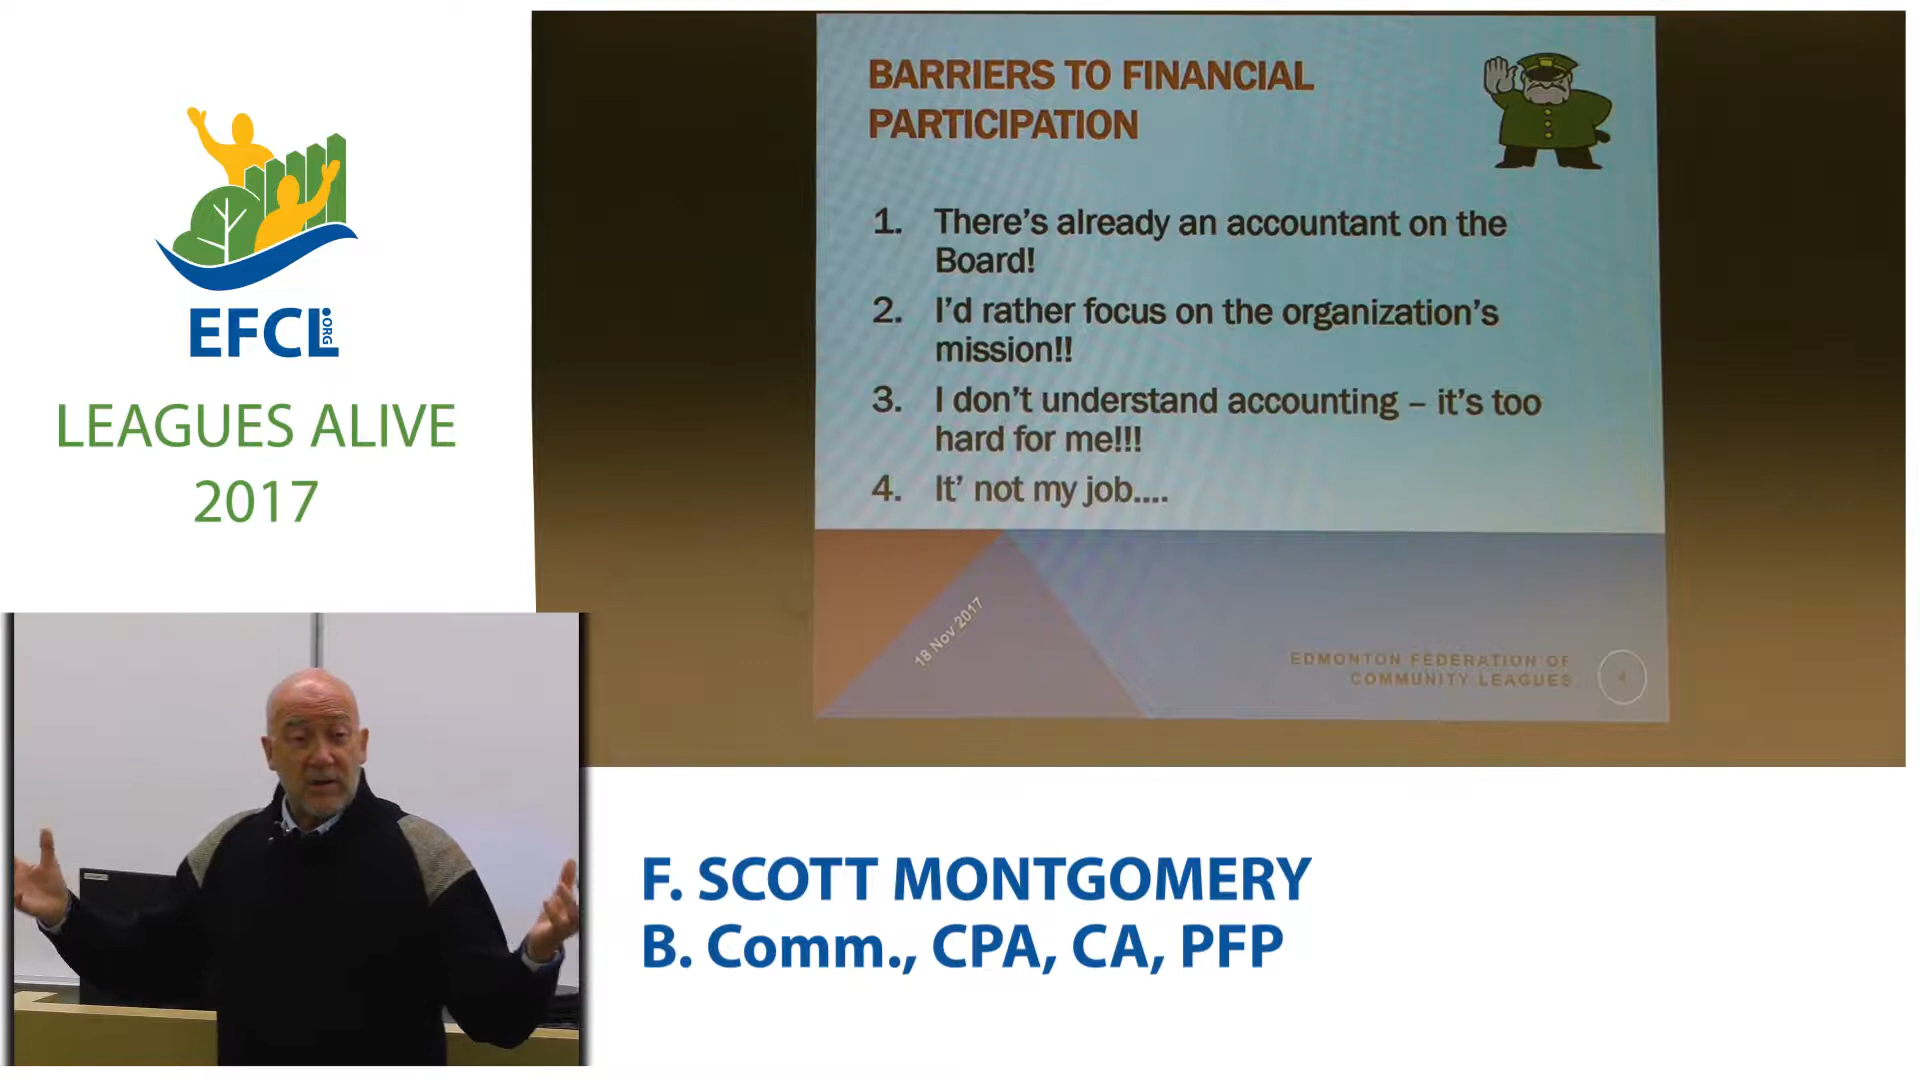 EFCL.ORG
LEAGUES ALIVE
2017
BARRIERS TO FINANCIAL
PARTICIPATION
1. There's already an accountant on the
Board!
2. I'd rather focus on the organization's
mission!!
3. I don't understand accounting – it's too
hard for me!!!
4. It' not my job....
18 Nov 2017
EDMONTON FEDERATION OF
COMMUNITY LEAGUES
F. SCOTT MONTGOMERY
B. Comm., CPA, CA, PFP